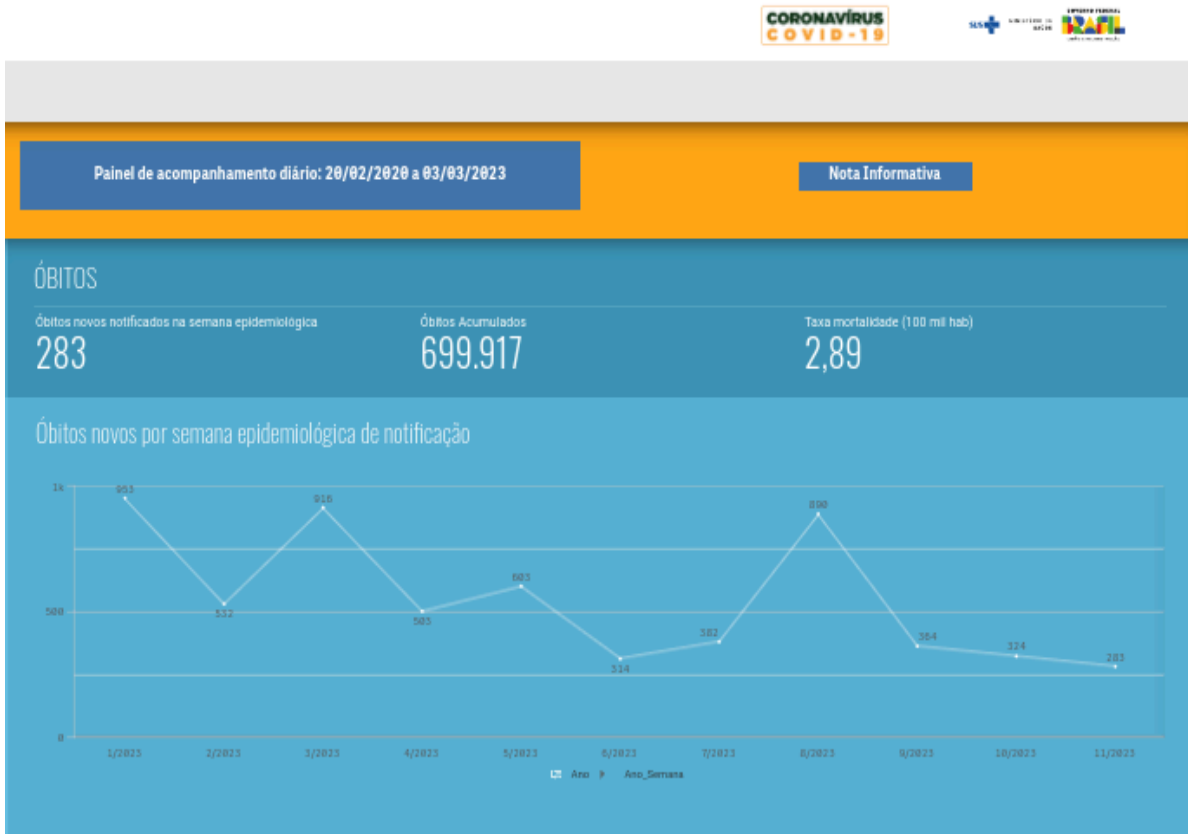 CORONAVÍRUS
COVID-19
SUS
BRASIL
Painel de acompanhamento diário: 20/02/2020 a 03/03/2023
Nota Informativa
ÓBITOS
Óbitos novos notificados na semana epidemiológica
283
Óbitos Acumulados
699.917
Taxa mortalidade (100 mil hab)
2,89
Óbitos novos por semana epidemiológica de notificação
1k
500
0
953
532
916
503
603
314
382
890
364
324
283
1/2023
2/2023
3/2023
4/2023
5/2023
6/2023
7/2023
8/2023
9/2023
10/2023
11/2023
Ano
Ano_Semana